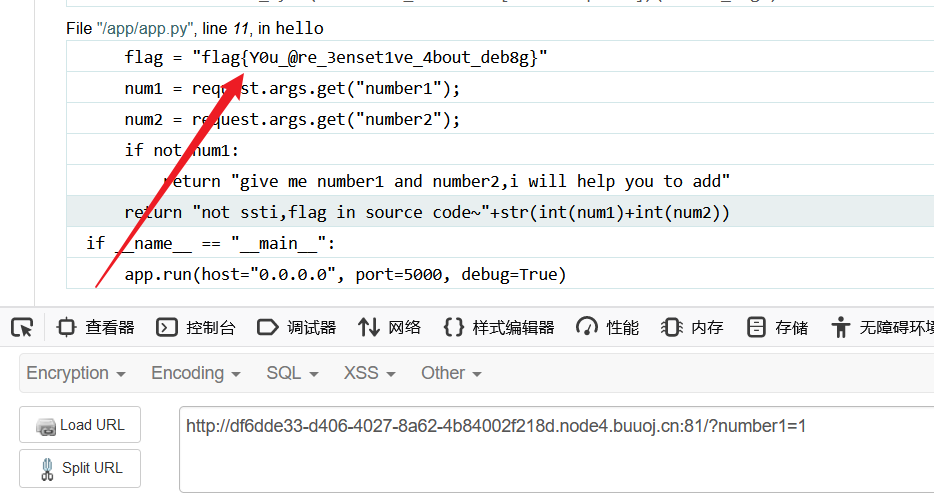 File "/app/app.py", line 11, in hello
flag = "flag{Y0u_@re_3enset1ve_4bout_deb8g}"
num1 = request.args.get("number1");
num2 = request.args.get("number2");
if not num1:
return "give me number1 and number2,i will help you to add"
return "not ssti,flag in source code~"+str(int(num1)+int(num2))
if __name__ == "__main__":
app.run(host="0.0.0.0", port=5000, debug=True)
查看器 控制台 调试器 网络 样式编辑器 性能 内存 存储 无障碍环境
Encryption Encoding SQL XSS Other
Load URL
http://df6dde33-d406-4027-8a62-4b84002f218d.node4.buuoj.cn:81/?number1=1
Split URL